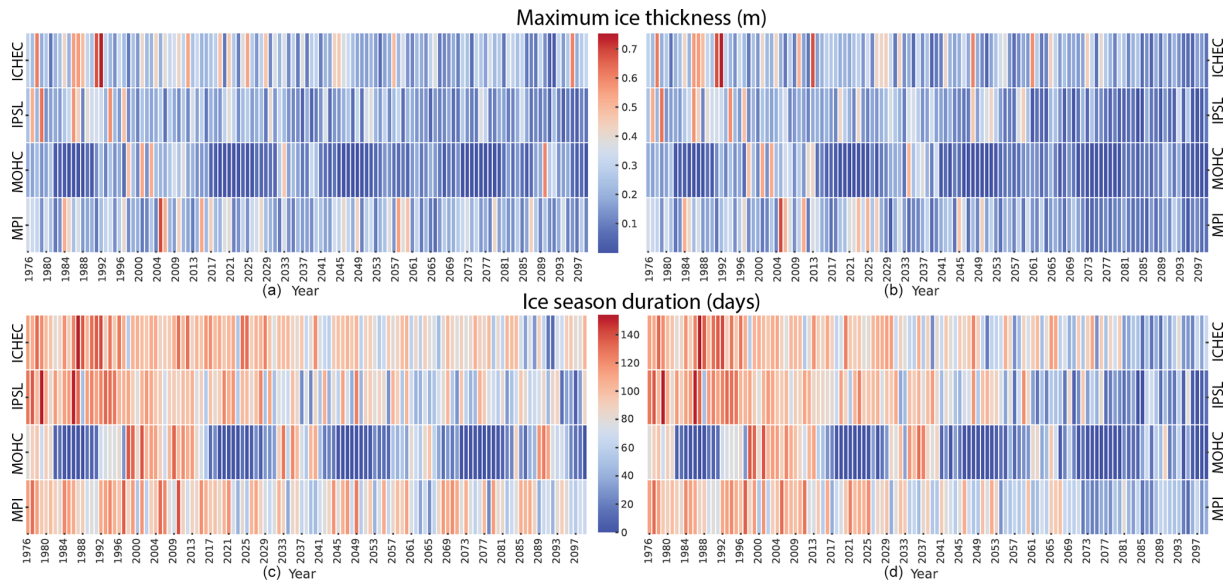 Maximum ice thickness (m)
ICHEC
IPSL
MOHC
MPI
0.7
0.6
0.5
0.4
0.3
0.2
0.1
ICHEC
IPSL
MOHC
MPI
1976 1980 1984 1988 1992 1996 2000 2004 2009 2013 2017 2021 2025 2029 2033 2037 2041 2045 2049 2053 2057 2061 2065 2069 2073 2077 2081 2085 2089 2093 2097
(a) Year
1976 1980 1984 1988 1992 1996 2000 2004 2009 2013 2017 2021 2025 2029 2033 2037 2041 2045 2049 2053 2057 2061 2065 2069 2073 2077 2081 2085 2089 2093 2097
(b) Year
Ice season duration (days)
ICHEC
IPSL
MOHC
MPI
140
120
100
80
60
40
20
0
ICHEC
IPSL
MOHC
MPI
1976 1980 1984 1988 1992 1996 2000 2004 2009 2013 2017 2021 2025 2029 2033 2037 2041 2045 2049 2053 2057 2061 2065 2069 2073 2077 2081 2085 2089 2093 2097
(c) Year
1976 1980 1984 1988 1992 1996 2000 2004 2009 2013 2017 2021 2025 2029 2033 2037 2041 2045 2049 2053 2057 2061 2065 2069 2073 2077 2081 2085 2089 2093 2097
(d) Year